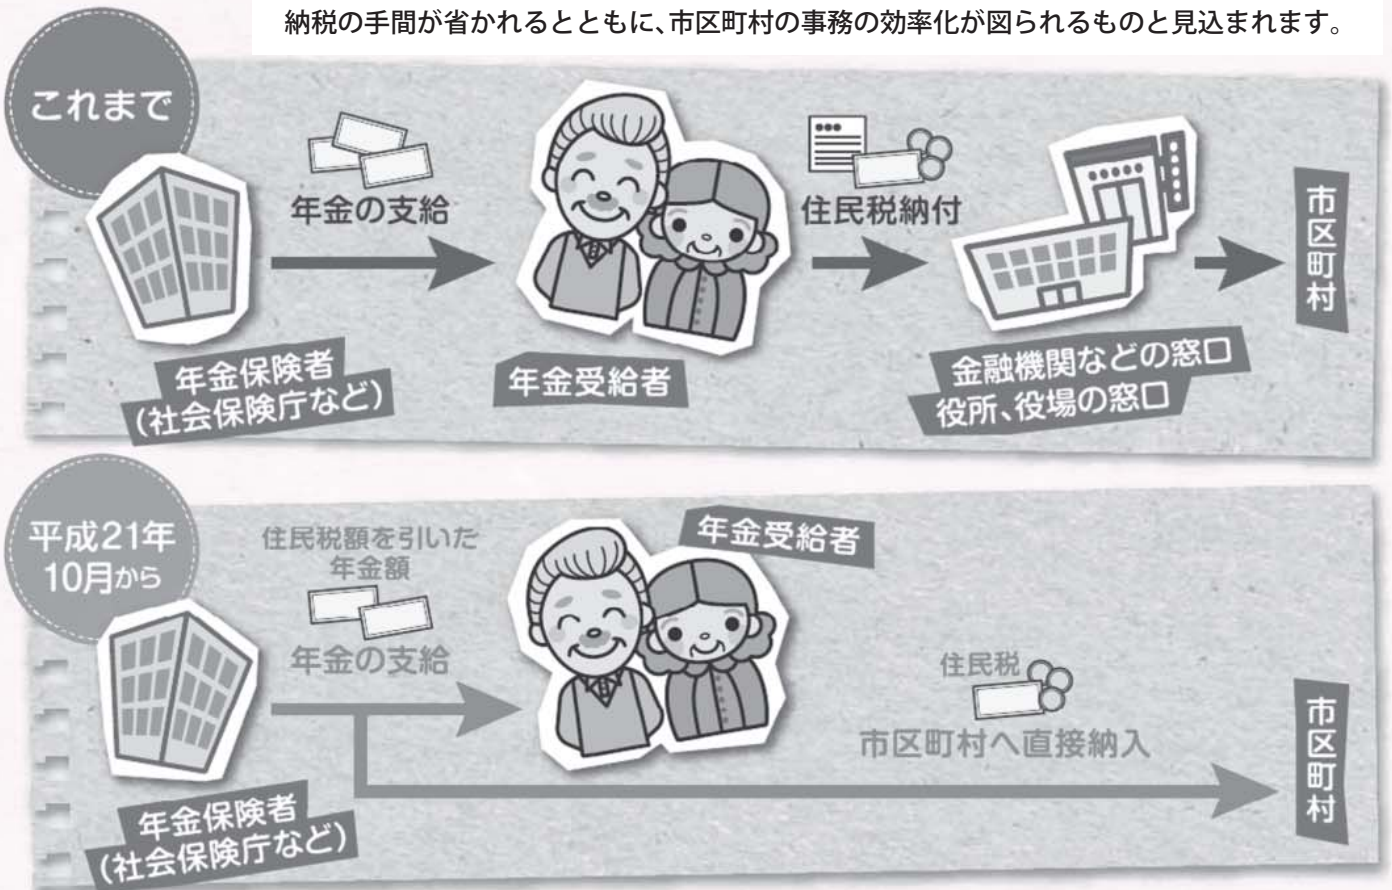 納税の手間が省かれるとともに、市区町村の事務の効率化が図られるものと見込まれます。
これまで
年金の支給
住民税納付
市区町村
年金保険者
(社会保険庁など)
年金受給者
金融機関などの窓口
役所、役場の窓口
平成21年
10月から
住民税額を引いた
年金額
年金の支給
年金受給者
住民税
市区町村へ直接納入
市区町村
年金保険者
(社会保険庁など)